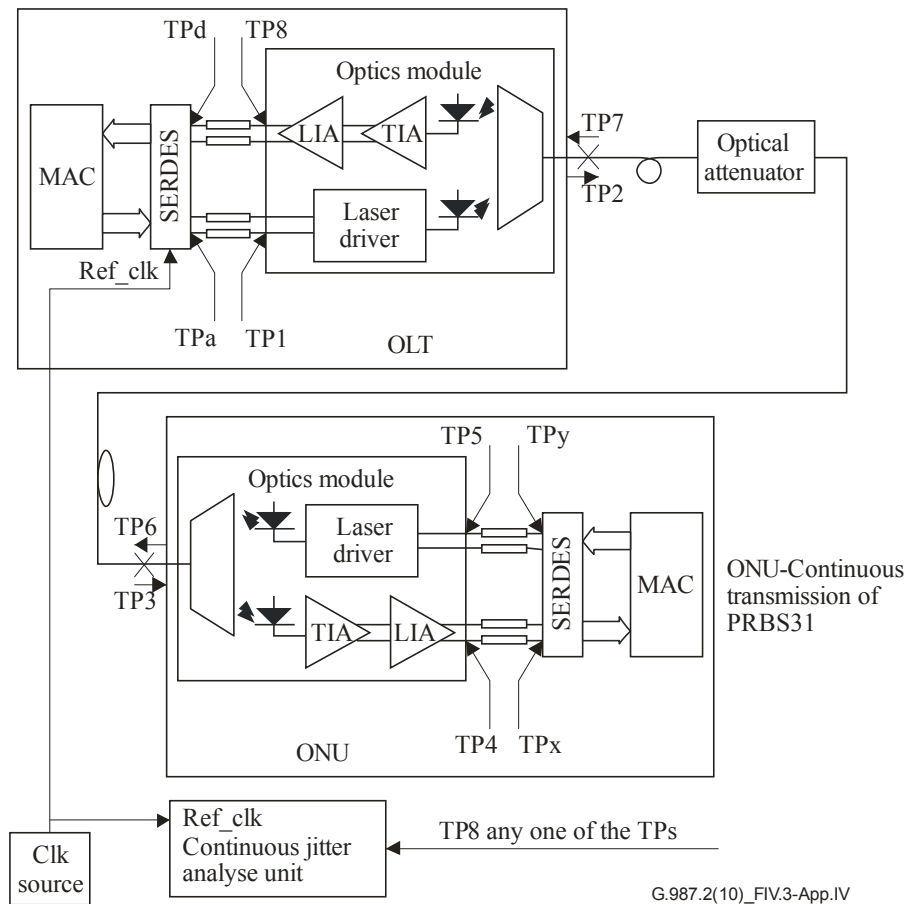 TPd TP8
Optics module
LIA
TIA
MAC
SERDES
Laser
driver
TP7
TP2
Optical
attenuator
Ref_clk
TPa
TP1
OLT
TP5
TPy
Optics module
Laser
driver
TP6
TP3
TIA
LIA
SERDES
MAC
ONU-Continuous
transmission of
PRBS31
TP4
TPx
ONU
Clk
source
Ref_clk
Continuous jitter
analyse unit
TP8 any one of the TPs
G.987.2(10)_FIV.3-App.IV